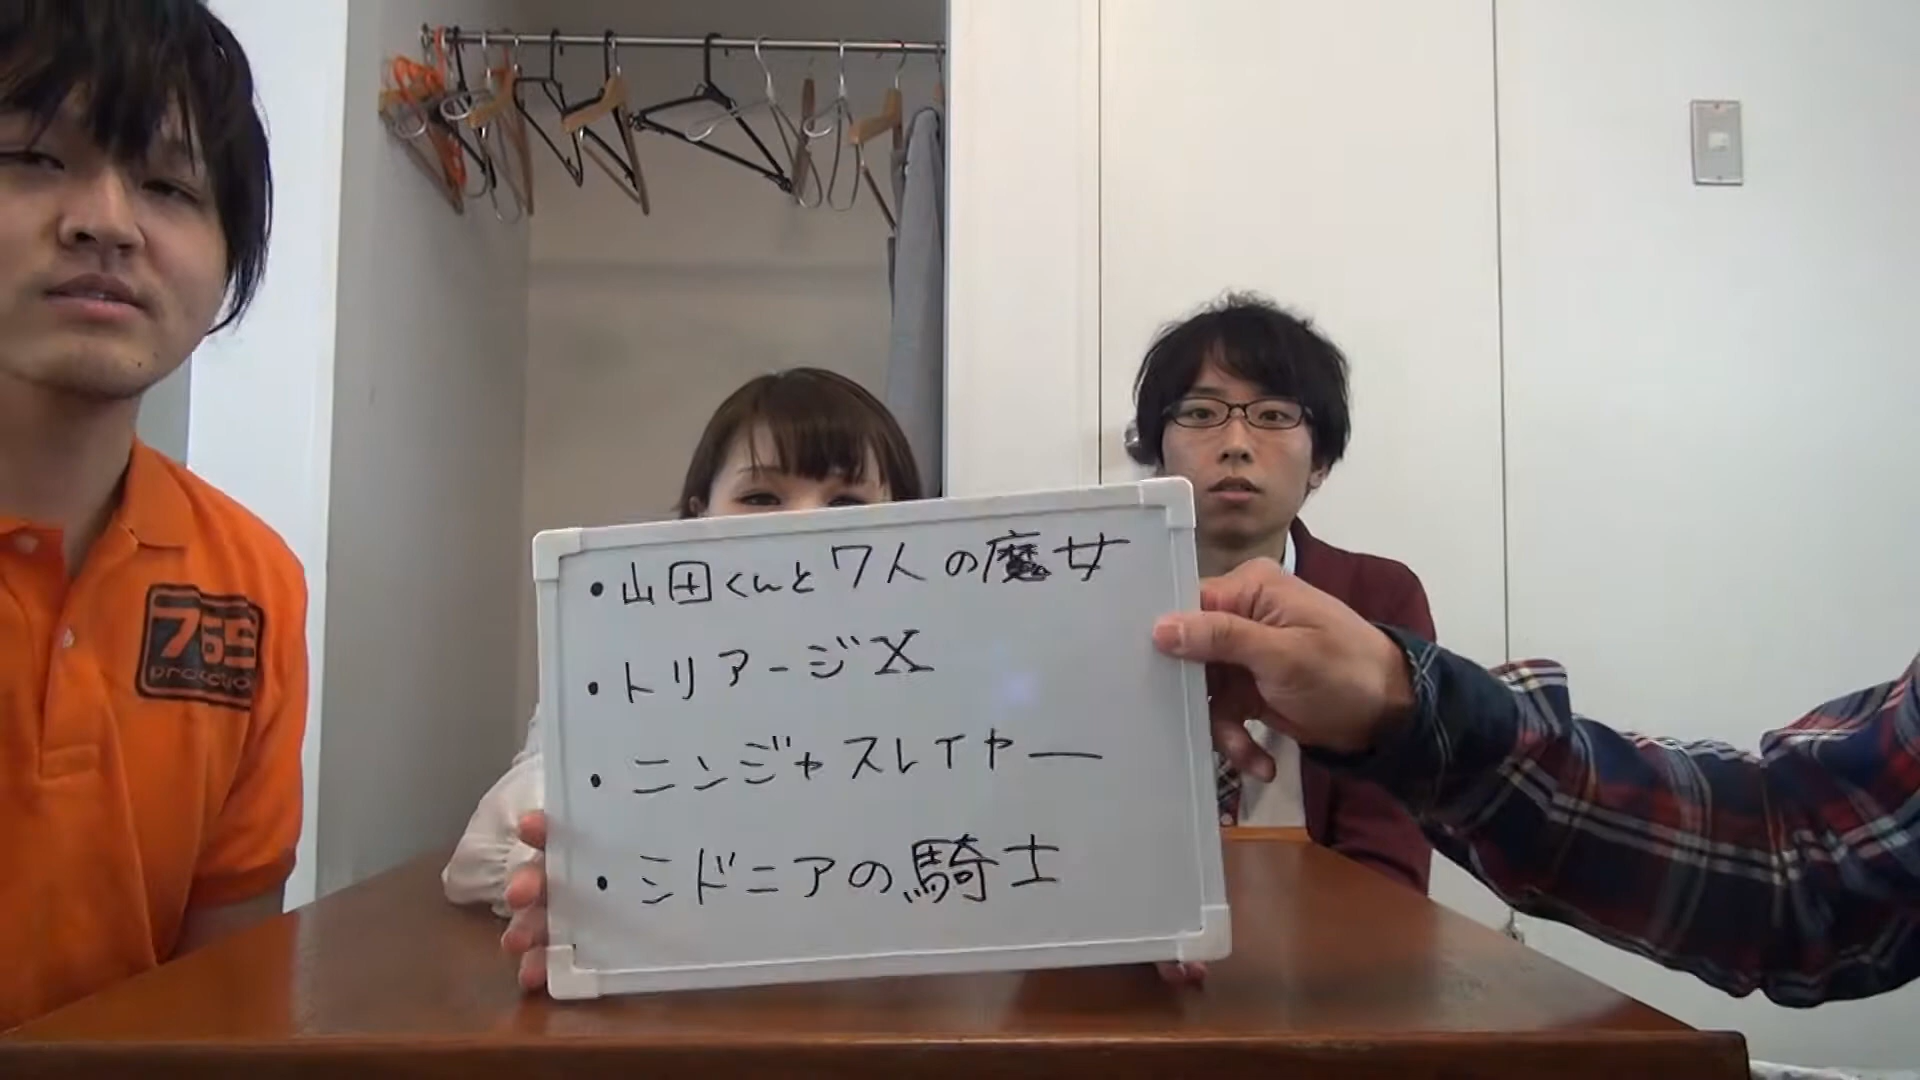 765
production
・山田くんと7人の魔女
・トリアージX
・ニンジャスレイヤー
・シドニアの騎士